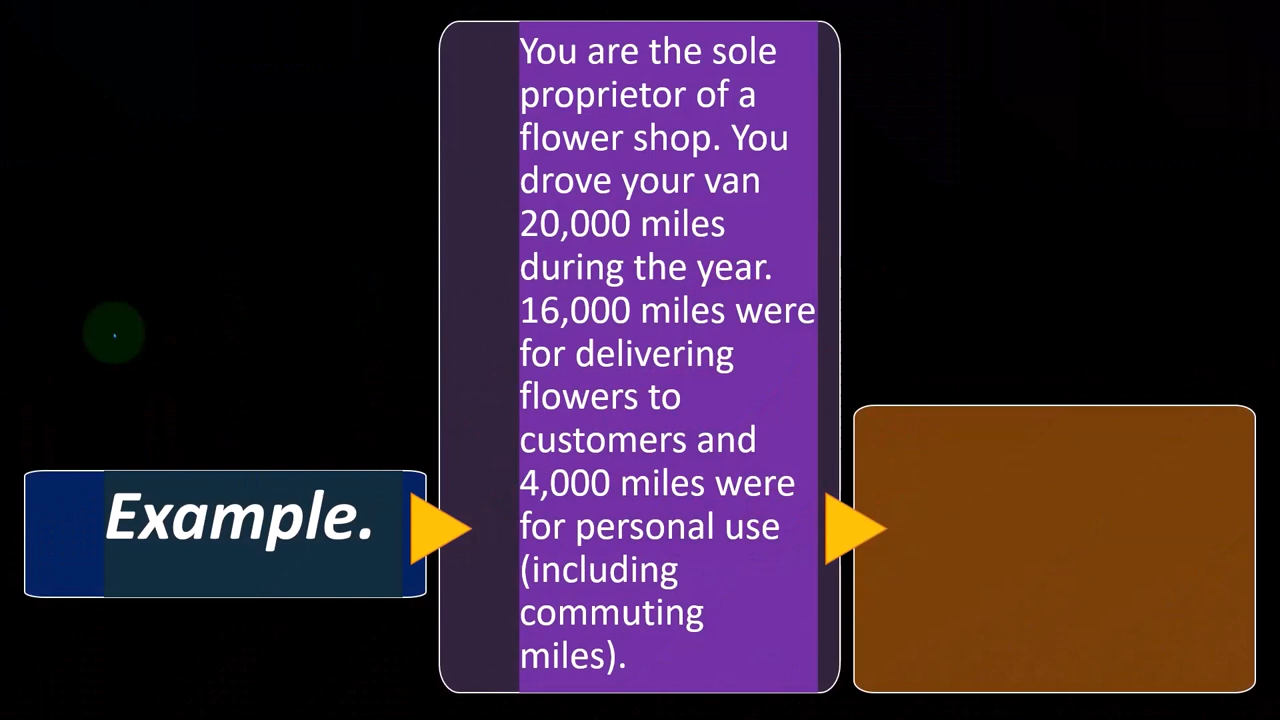 Example.
You are the sole
proprietor of a
flower shop. You
drove your van
20,000 miles
during the year.
16,000 miles were
for delivering
flowers to
customers and
4,000 miles were
for personal use
(including
commuting
miles).